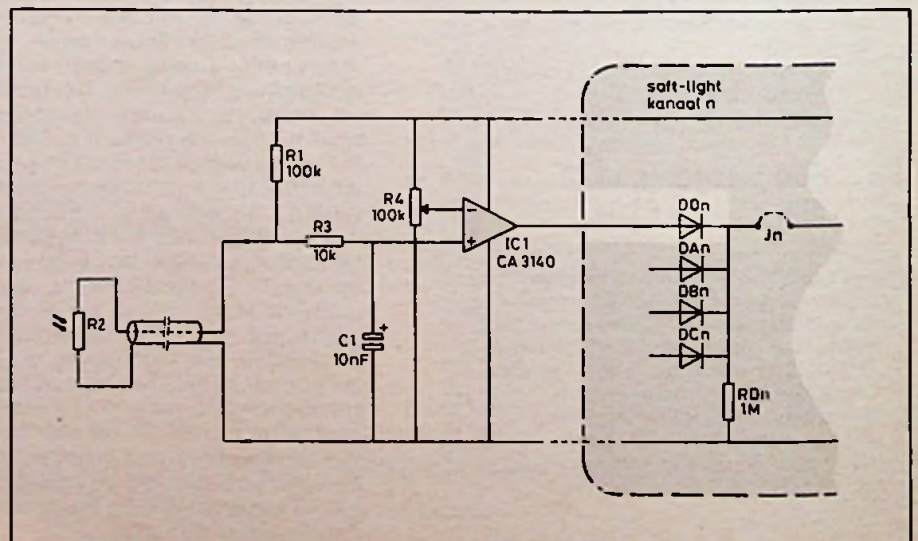 soft-light
kanaal n
R1
100k
R4
100k
R3
10k
–
+
IC1
CA 3140
D0n
Jn
DAn
DBn
DCn
R2
C1
10nF
+
RDn
1M